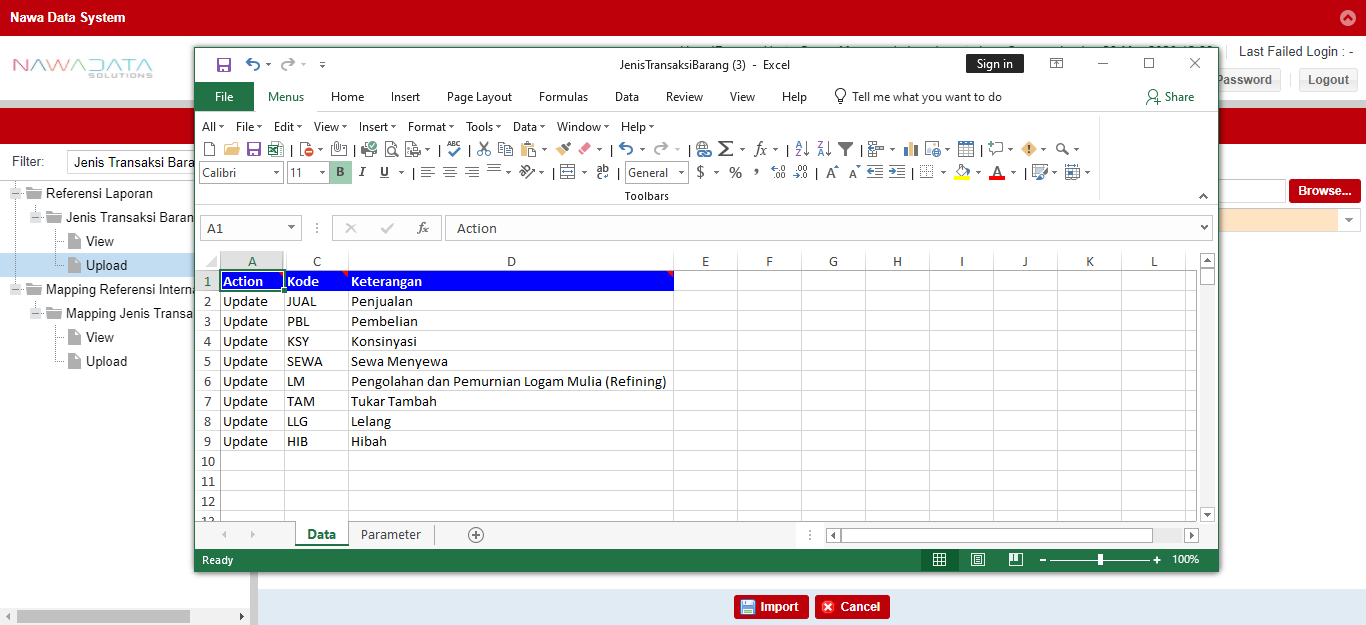 Nawa Data System
NAWADATA
SOLUTIONS
Last Failed Login : -
Password
Logout
Filter:
Jenis Transaksi Bara
Browse...
Referensi Laporan
Jenis Transaksi Baran
View
Upload
Mapping Referensi Interna
Mapping Jenis Transa
View
Upload
JenisTransaksiBarang (3) - Excel
Sign in
File Menus Home Insert Page Layout Formulas Data Review View Help Tell me what you want to do Share
All File Edit View Insert Format Tools Data Window Help
Calibri 11 B I U General $ %
Toolbars
A1 fx Action
A C D E F G H I J K L
1 Action Kode Keterangan
2 Update JUAL Penjualan
3 Update PBL Pembelian
4 Update KSY Konsinyasi
5 Update SEWA Sewa Menyewa
6 Update LM Pengolahan dan Pemurnian Logam Mulia (Refining)
7 Update TAM Tukar Tambah
8 Update LLG Lelang
9 Update HIB Hibah
10
11
12
Data Parameter
Ready 100%
Import Cancel